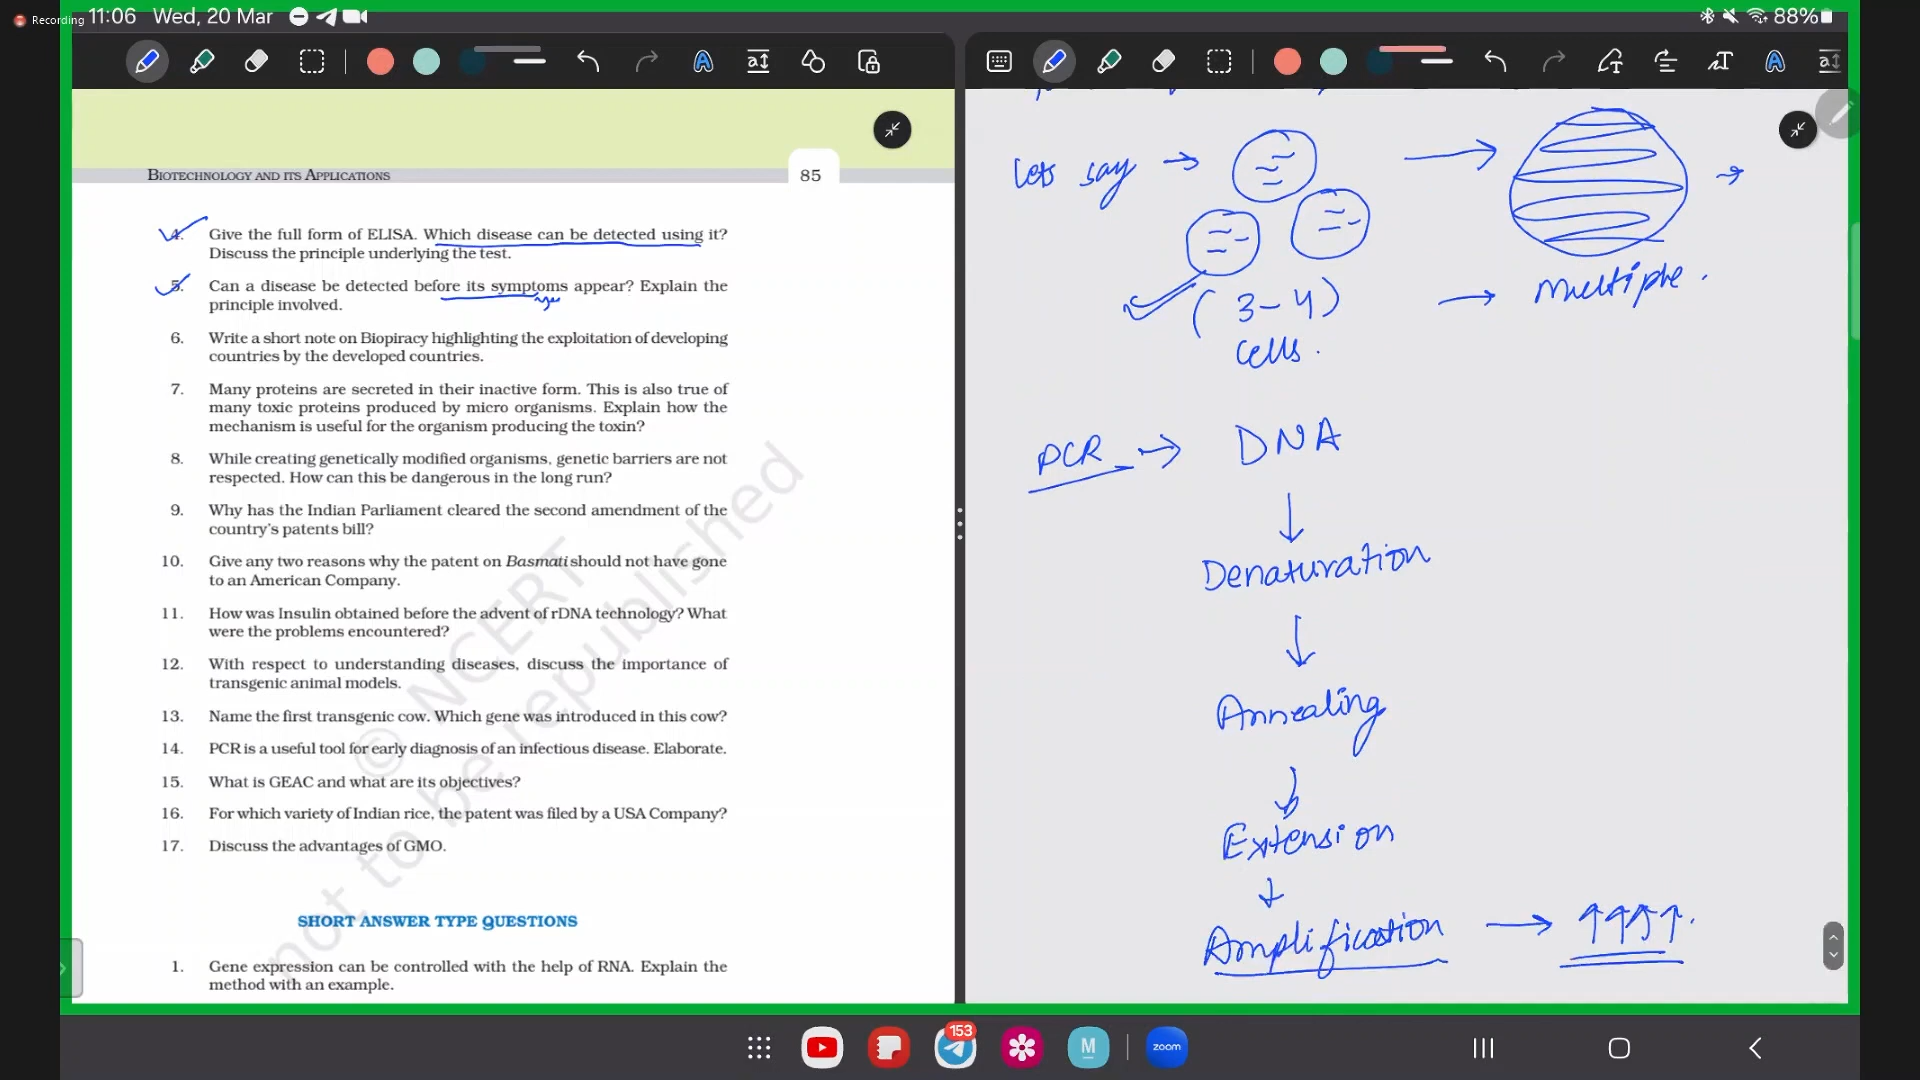 Recording
11:06 Wed, 20 Mar
88%
BIOTECHNOLOGY AND ITS APPLICATIONS
85
4. Give the full form of ELISA. Which disease can be detected using it?
Discuss the principle underlying the test.
5. Can a disease be detected before its symptoms appear? Explain the
principle involved.
6. Write a short note on Biopiracy highlighting the exploitation of developing
countries by the developed countries.
7. Many proteins are secreted in their inactive form. This is also true of
many toxic proteins produced by micro organisms. Explain how the
mechanism is useful for the organism producing the toxin?
8. While creating genetically modified organisms, genetic barriers are not
respected. How can this be dangerous in the long run?
9. Why has the Indian Parliament cleared the second amendment of the
country's patents bill?
10. Give any two reasons why the patent on Basmati should not have gone
to an American Company.
11. How was Insulin obtained before the advent of rDNA technology? What
were the problems encountered?
12. With respect to understanding diseases, discuss the importance of
transgenic animal models.
13. Name the first transgenic cow. Which gene was introduced in this cow?
14. PCR is a useful tool for early diagnosis of an infectious disease. Elaborate.
15. What is GEAC and what are its objectives?
16. For which variety of Indian rice, the patent was filed by a USA Company?
17. Discuss the advantages of GMO.
SHORT ANSWER TYPE QUESTIONS
1. Gene expression can be controlled with the help of RNA. Explain the
method with an example.
© NCERT
not to be republished
Lets say →
→
(3-4) → Multiple.
Cells.
PCR → DNA
↓
Denaturation
↓
Annealing
↓
Extension
↓
Amplification → ↑↑↑↑.
153
M
zoom